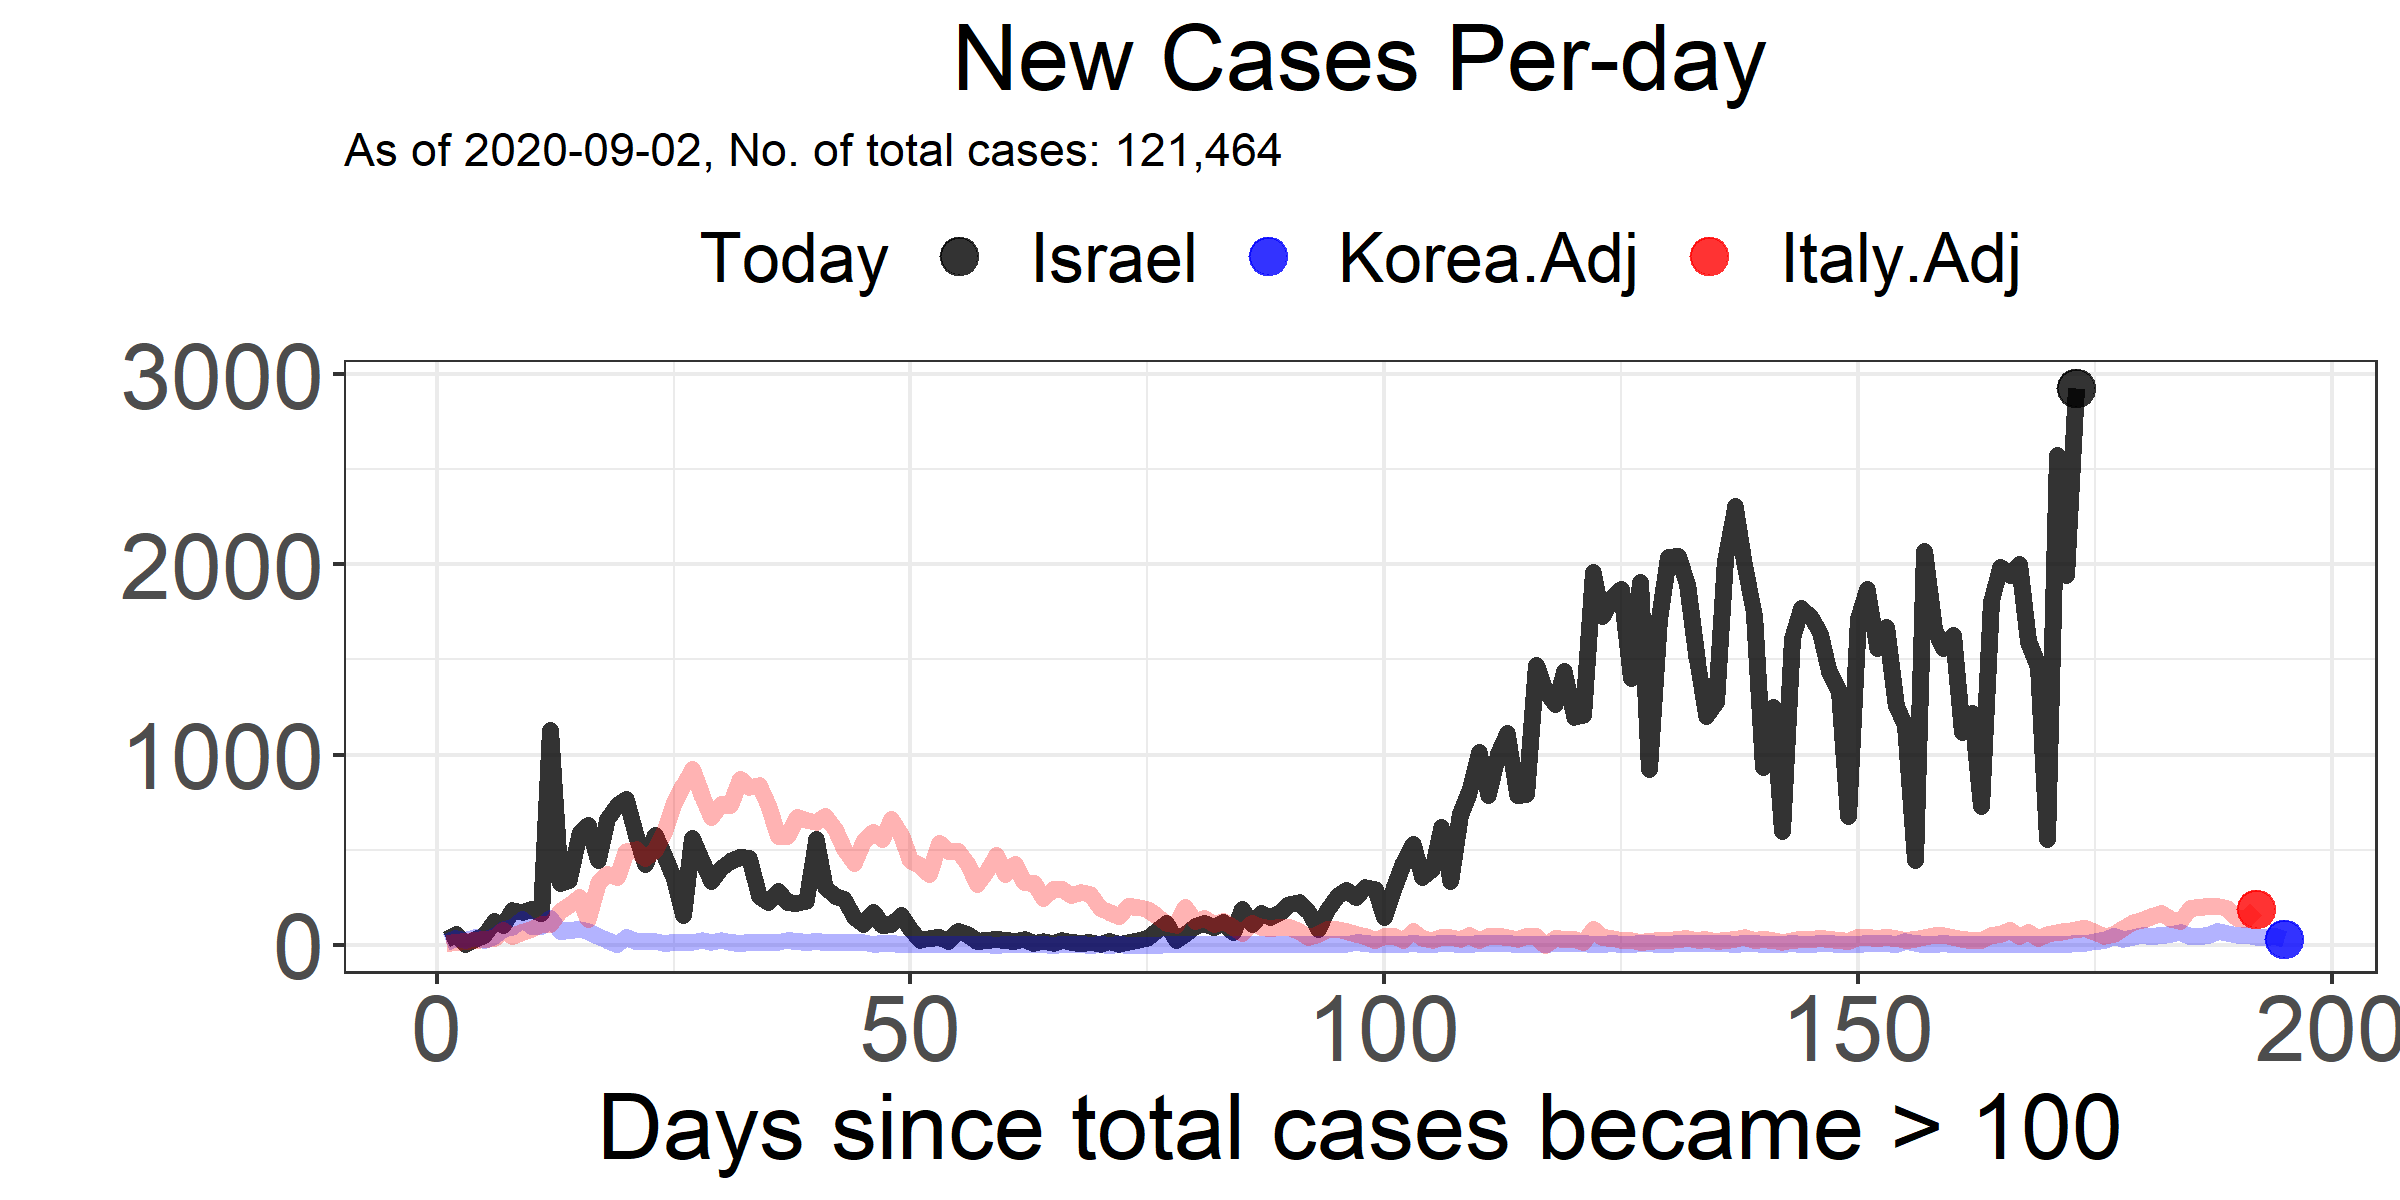 New Cases Per-day
As of 2020-09-02, No. of total cases: 121,464
Today Israel Korea.Adj Italy.Adj
3000
2000
1000
0
0 50 100 150 200
Days since total cases became > 100